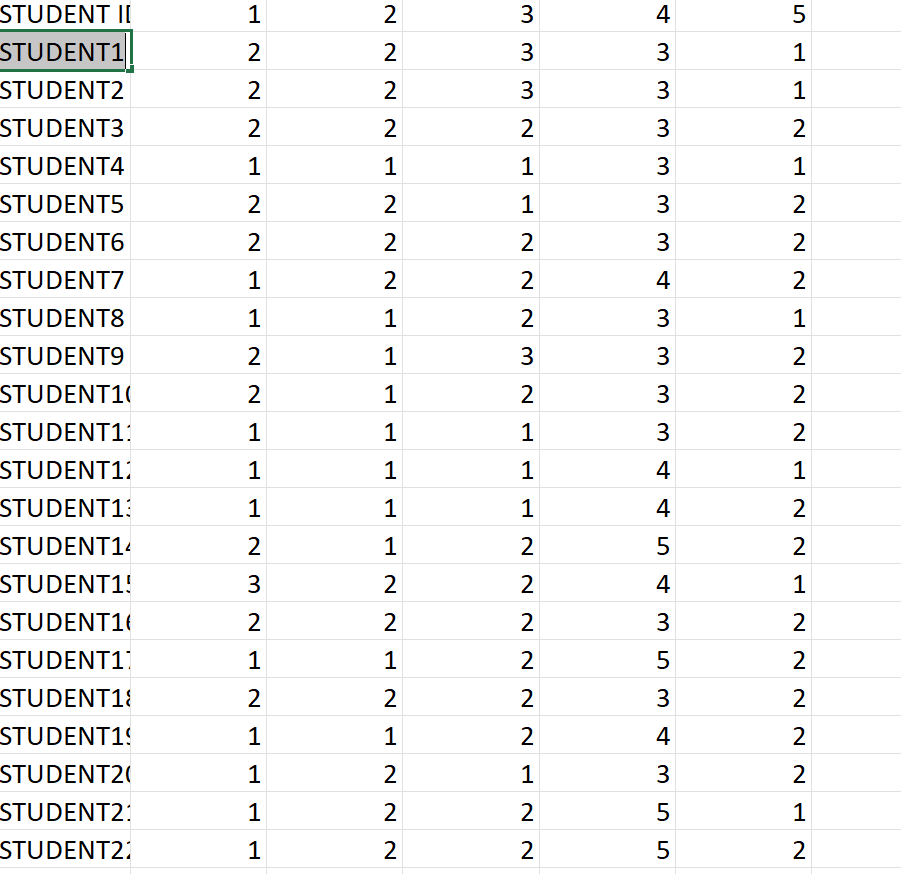 STUDENT ID 1 2 3 4 5
STUDENT1 2 2 3 3 1
STUDENT2 2 2 3 3 1
STUDENT3 2 2 2 3 2
STUDENT4 1 1 1 3 1
STUDENT5 2 2 1 3 2
STUDENT6 2 2 2 3 2
STUDENT7 1 2 2 4 2
STUDENT8 1 1 2 3 1
STUDENT9 2 1 3 3 2
STUDENT10 2 1 2 3 2
STUDENT11 1 1 1 3 2
STUDENT12 1 1 1 4 1
STUDENT13 1 1 1 4 2
STUDENT14 2 1 2 5 2
STUDENT15 3 2 2 4 1
STUDENT16 2 2 2 3 2
STUDENT17 1 1 2 5 2
STUDENT18 2 2 2 3 2
STUDENT19 1 1 2 4 2
STUDENT20 1 2 1 3 2
STUDENT21 1 2 2 5 1
STUDENT22 1 2 2 5 2